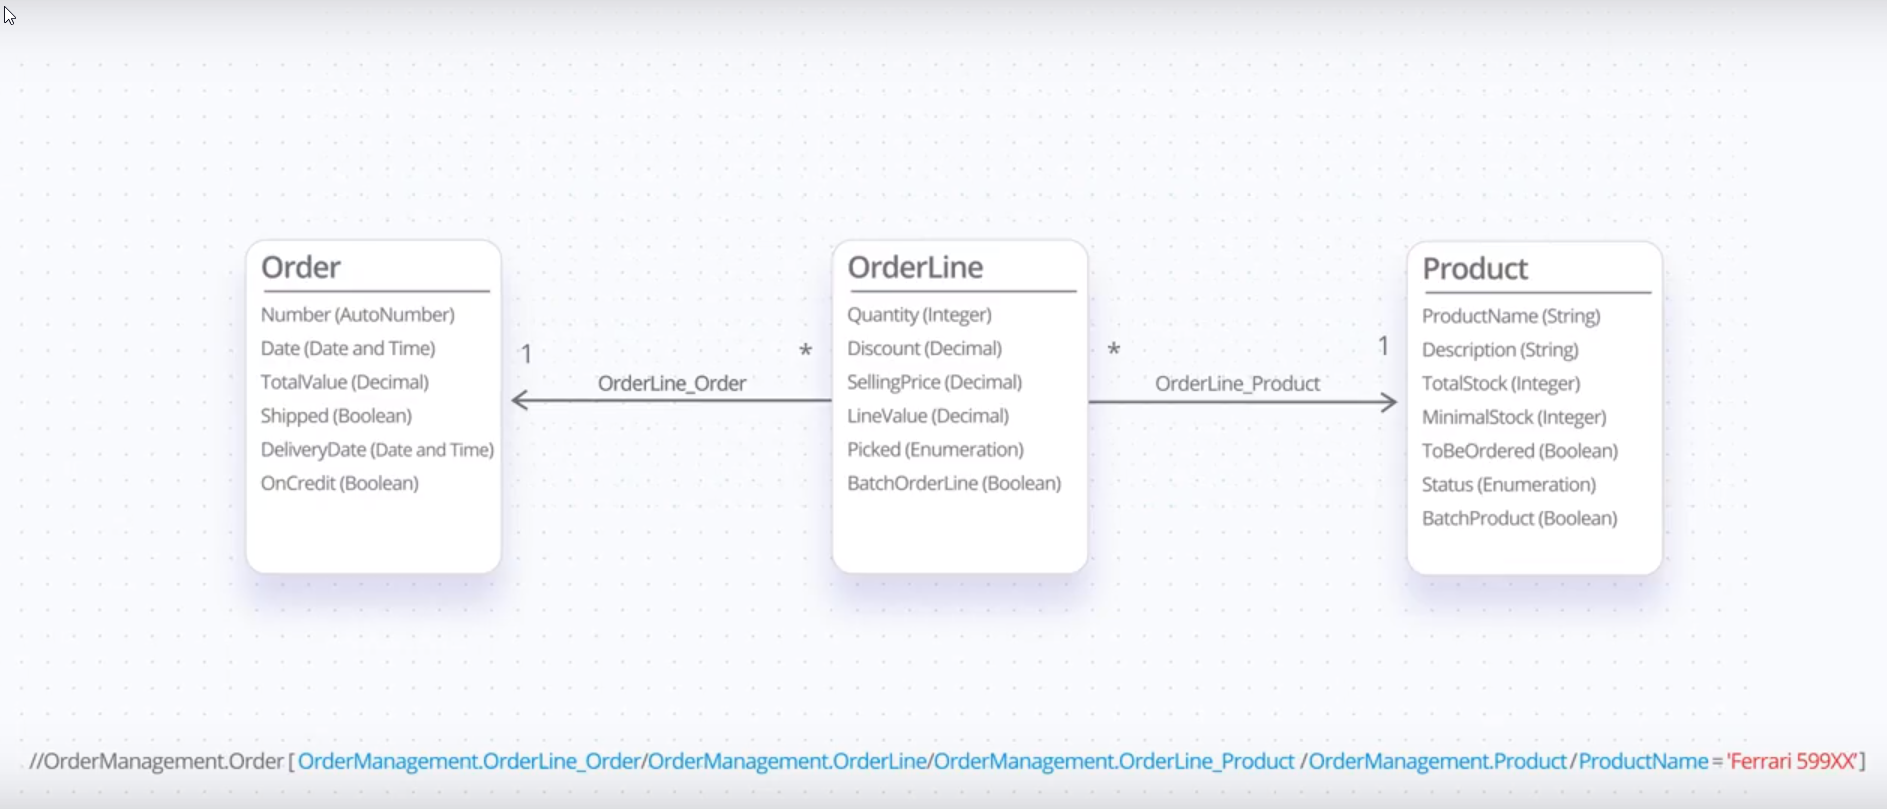 Order
Number (AutoNumber)
Date (Date and Time)
TotalValue (Decimal)
Shipped (Boolean)
DeliveryDate (Date and Time)
OnCredit (Boolean)
1
*
OrderLine_Order
OrderLine
Quantity (Integer)
Discount (Decimal)
SellingPrice (Decimal)
LineValue (Decimal)
Picked (Enumeration)
BatchOrderLine (Boolean)
*
1
OrderLine_Product
Product
ProductName (String)
Description (String)
TotalStock (Integer)
MinimalStock (Integer)
ToBeOrdered (Boolean)
Status (Enumeration)
BatchProduct (Boolean)
//OrderManagement.Order [ OrderManagement.OrderLine_Order/OrderManagement.OrderLine/OrderManagement.OrderLine_Product /OrderManagement.Product/ProductName = 'Ferrari 599XX']